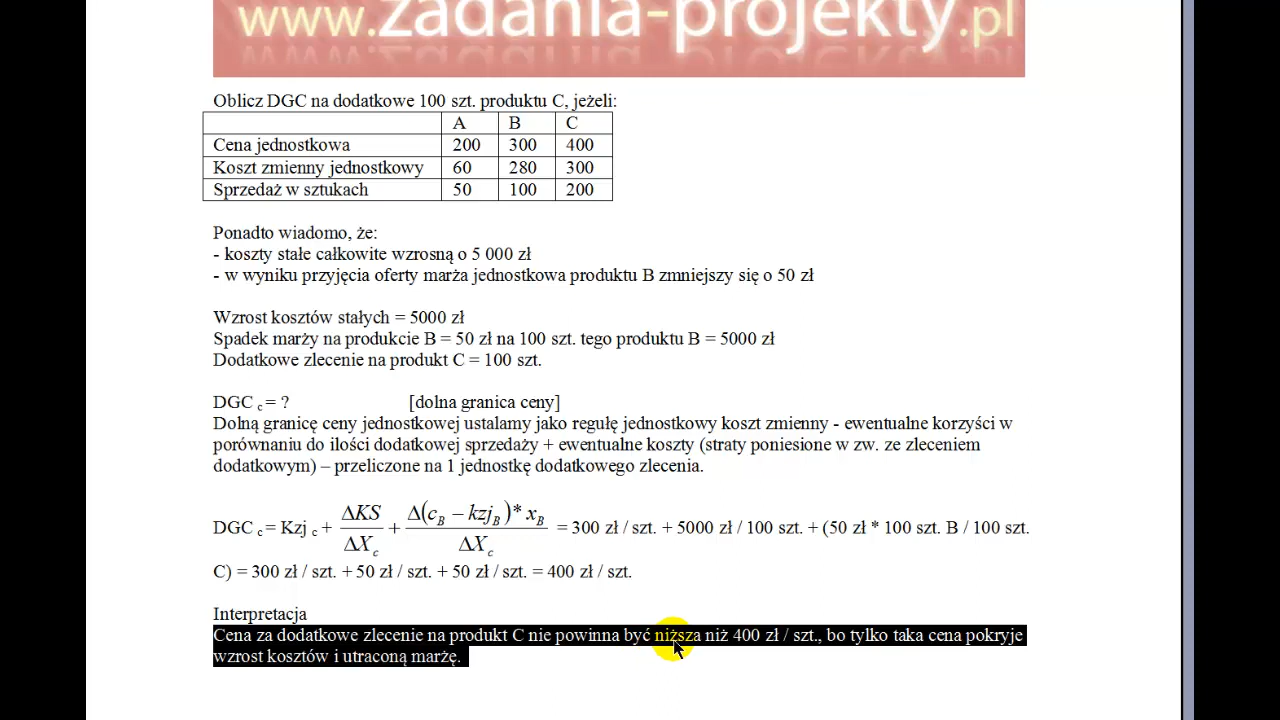 www.zadania-projekty.pl
Oblicz DGC na dodatkowe 100 szt. produktu C, jeżeli:
A B C
Cena jednostkowa 200 300 400
Koszt zmienny jednostkowy 60 280 300
Sprzedaż w sztukach 50 100 200
Ponadto wiadomo, że:
- koszty stałe całkowite wzrosną o 5 000 zł
- w wyniku przyjęcia oferty marża jednostkowa produktu B zmniejszy się o 50 zł
Wzrost kosztów stałych = 5000 zł
Spadek marży na produkcie B = 50 zł na 100 szt. tego produktu B = 5000 zł
Dodatkowe zlecenie na produkt C = 100 szt.
DGC c = ? [dolna granica ceny]
Dolną granicę ceny jednostkowej ustalamy jako regułę jednostkowy koszt zmienny - ewentualne korzyści w
porównaniu do ilości dodatkowej sprzedaży + ewentualne koszty (straty poniesione w zw. ze zleceniem
dodatkowym) – przeliczone na 1 jednostkę dodatkowego zlecenia.
DGC c = Kzj c + ΔKS / ΔXc + Δ(cB – kzjB) * xB / ΔXc = 300 zł / szt. + 5000 zł / 100 szt. + (50 zł * 100 szt. B / 100 szt.
C) = 300 zł / szt. + 50 zł / szt. + 50 zł / szt. = 400 zł / szt.
Interpretacja
Cena za dodatkowe zlecenie na produkt C nie powinna być niższa niż 400 zł / szt., bo tylko taka cena pokryje
wzrost kosztów i utraconą marżę.